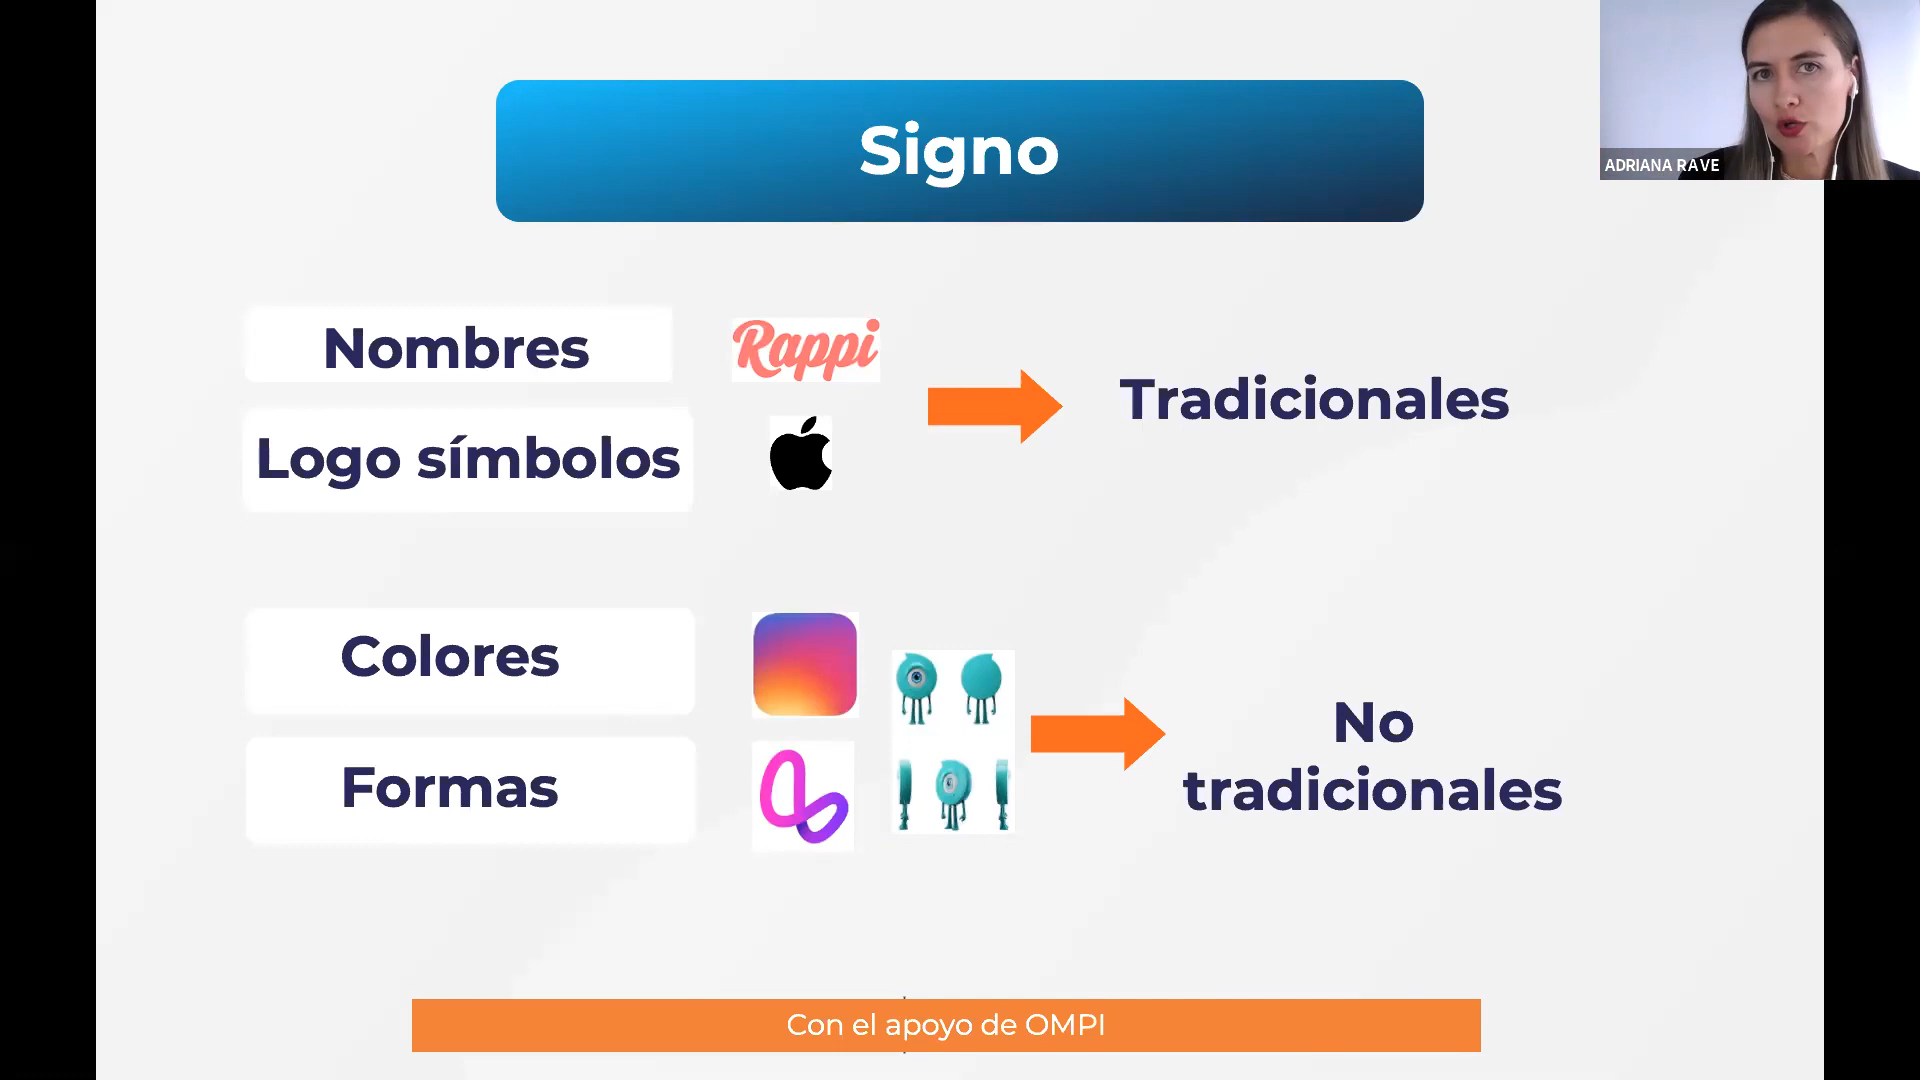 Signo
ADRIANA RAVE
Nombres
Rappi
Tradicionales
Logo símbolos
Colores
No
tradicionales
Formas
Con el apoyo de OMPI